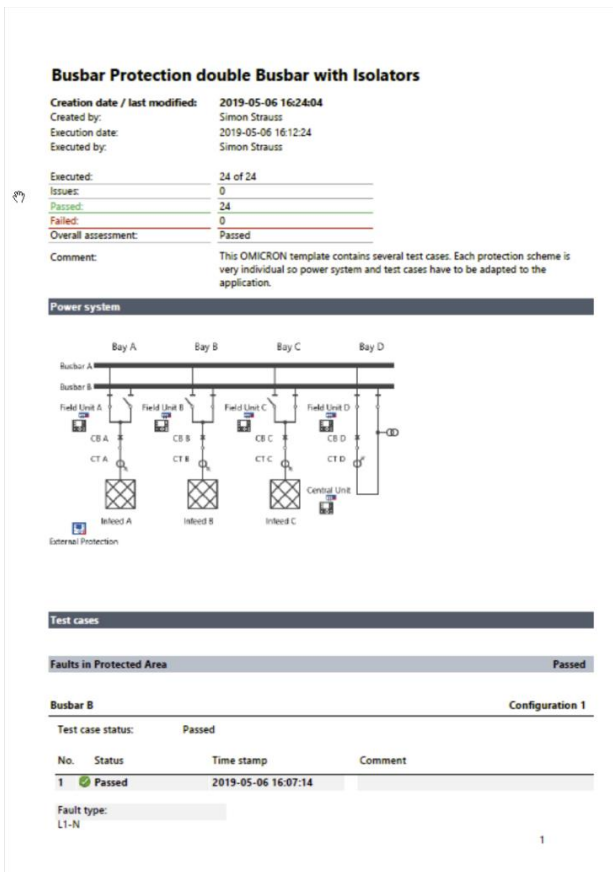 Busbar Protection double Busbar with Isolators
Creation date / last modified: 2019-05-06 16:24:04
Created by: Simon Strauss
Execution date: 2019-05-06 16:12:24
Executed by: Simon Strauss
Executed: 24 of 24
Issues: 0
Passed: 24
Failed: 0
Overall assessment: Passed
Comment: This OMICRON template contains several test cases. Each protection scheme is
very individual so power system and test cases have to be adapted to the
application.
Power system
Bay A Bay B Bay C Bay D
Busbar A
Busbar B
Field Unit A Field Unit B Field Unit C Field Unit D
CB A CB B CB C CB D
CT A CT B CT C CT D
Central Unit
Infeed A Infeed B Infeed C
External Protection
Test cases
Faults in Protected Area Passed
Busbar B Configuration 1
Test case status: Passed
No. Status Time stamp Comment
1 Passed 2019-05-06 16:07:14
Fault type:
L1-N
1